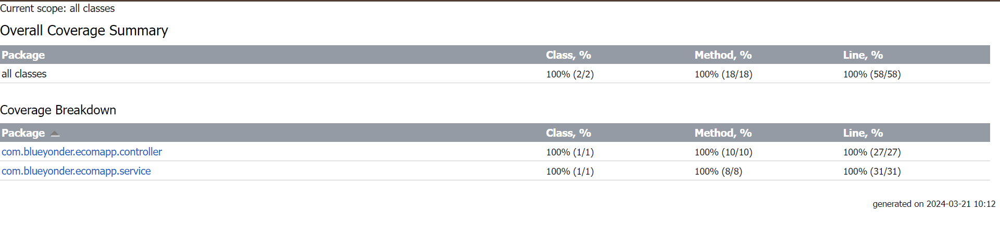 Current scope: all classes
Overall Coverage Summary
Package Class, % Method, % Line, %
all classes 100% (2/2) 100% (18/18) 100% (58/58)
Coverage Breakdown
Package Class, % Method, % Line, %
com.blueyonder.ecomapp.controller 100% (1/1) 100% (10/10) 100% (27/27)
com.blueyonder.ecomapp.service 100% (1/1) 100% (8/8) 100% (31/31)
generated on 2024-03-21 10:12